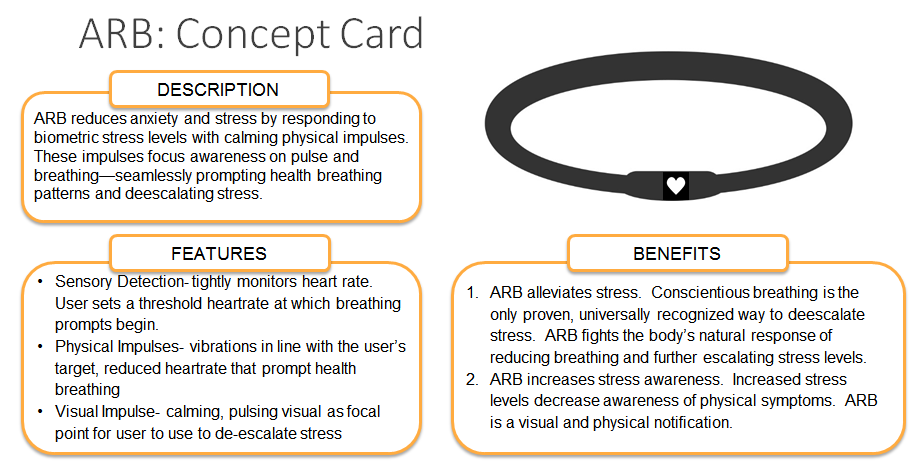 ARB: Concept Card
DESCRIPTION
ARB reduces anxiety and stress by responding to
biometric stress levels with calming physical impulses.
These impulses focus awareness on pulse and
breathing—seamlessly prompting health breathing
patterns and deescalating stress.
FEATURES
• Sensory Detection- tightly monitors heart rate.
User sets a threshold heartrate at which breathing
prompts begin.
• Physical Impulses- vibrations in line with the user’s
target, reduced heartrate that prompt health
breathing
• Visual Impulse- calming, pulsing visual as focal
point for user to use to de-escalate stress
BENEFITS
1. ARB alleviates stress.  Conscientious breathing is the
only proven, universally recognized way to deescalate
stress.  ARB fights the body’s natural response of
reducing breathing and further escalating stress levels.
2. ARB increases stress awareness.  Increased stress
levels decrease awareness of physical symptoms.  ARB
is a visual and physical notification.